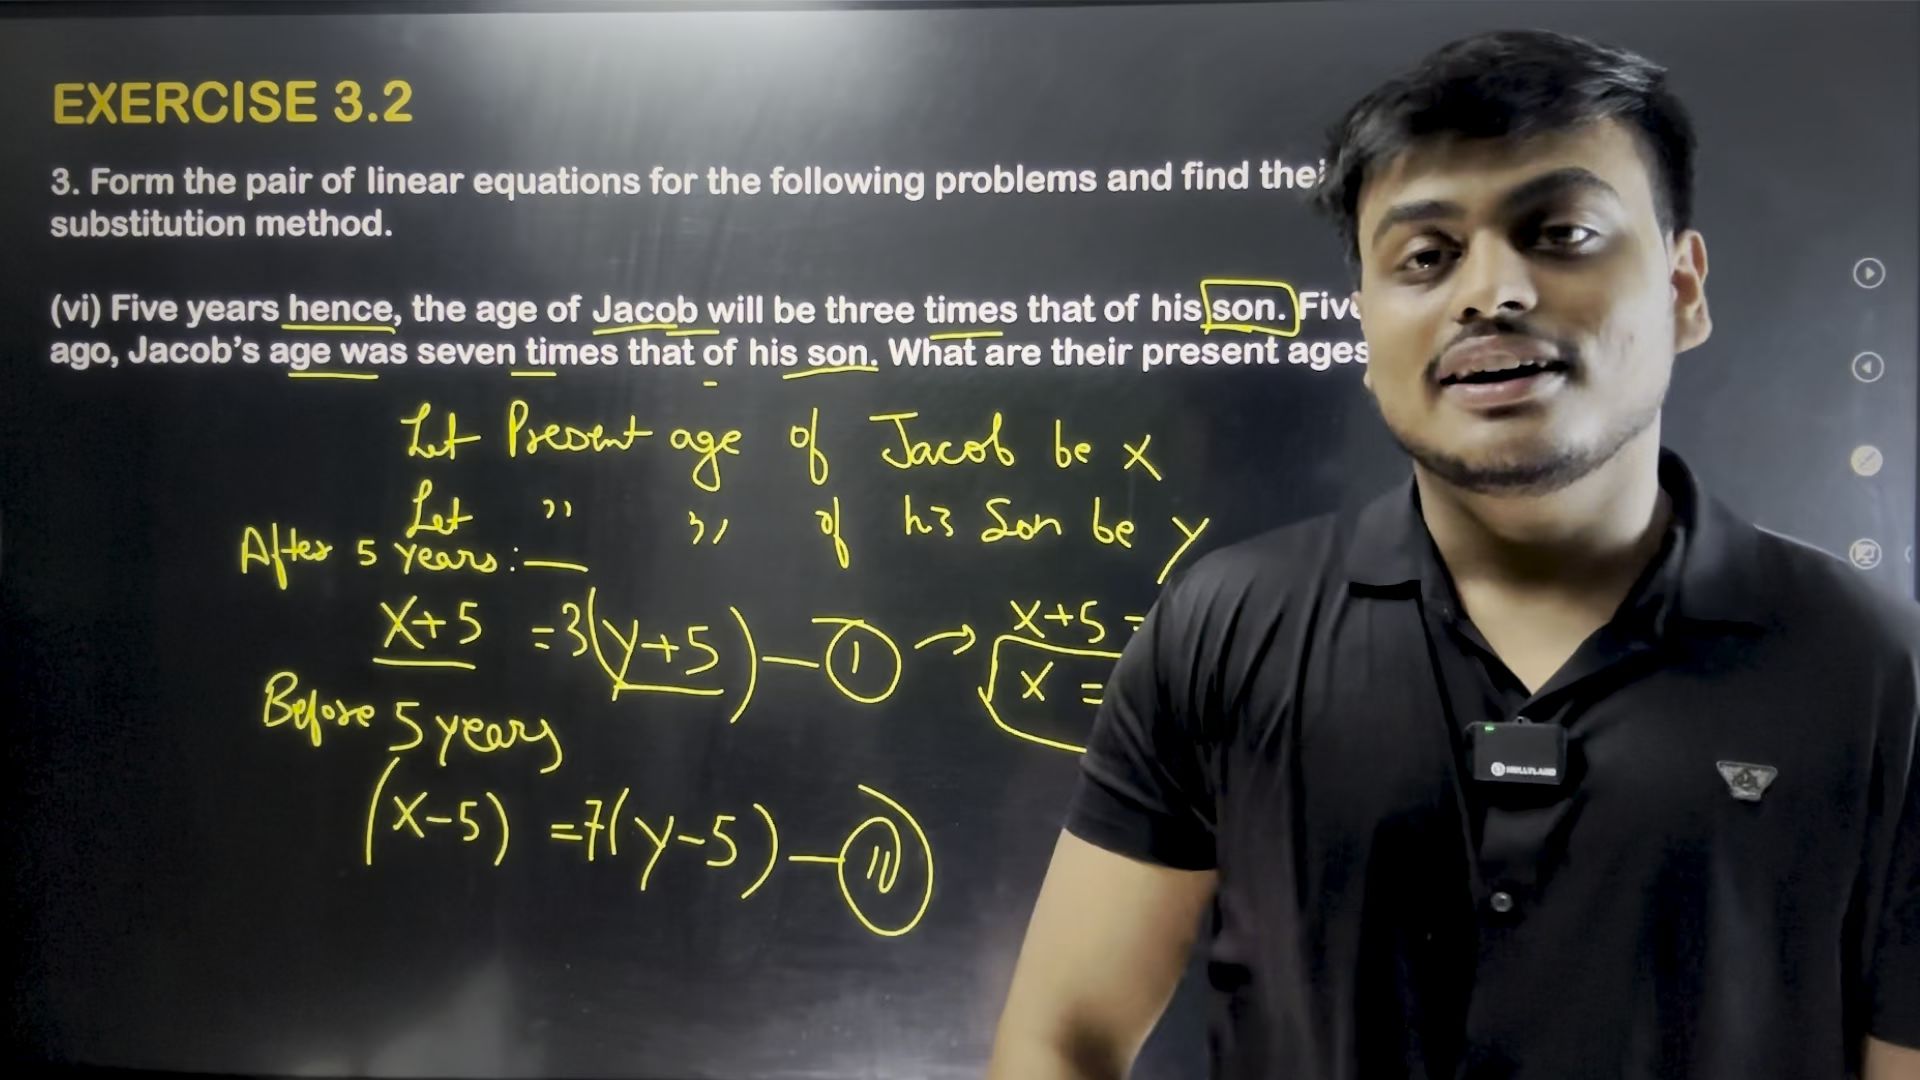 EXERCISE 3.2
3. Form the pair of linear equations for the following problems and find thei
substitution method.
(vi) Five years hence, the age of Jacob will be three times that of his son. Five
ago, Jacob's age was seven times that of his son. What are their present ages
Let Present age of Jacob be x
Let " " of his Son be y
After 5 years:—
x+5 = 3(y+5) — I → x+5 =
x =
Before 5 years
(x-5) = 7(y-5) — II
HOLLYLAND